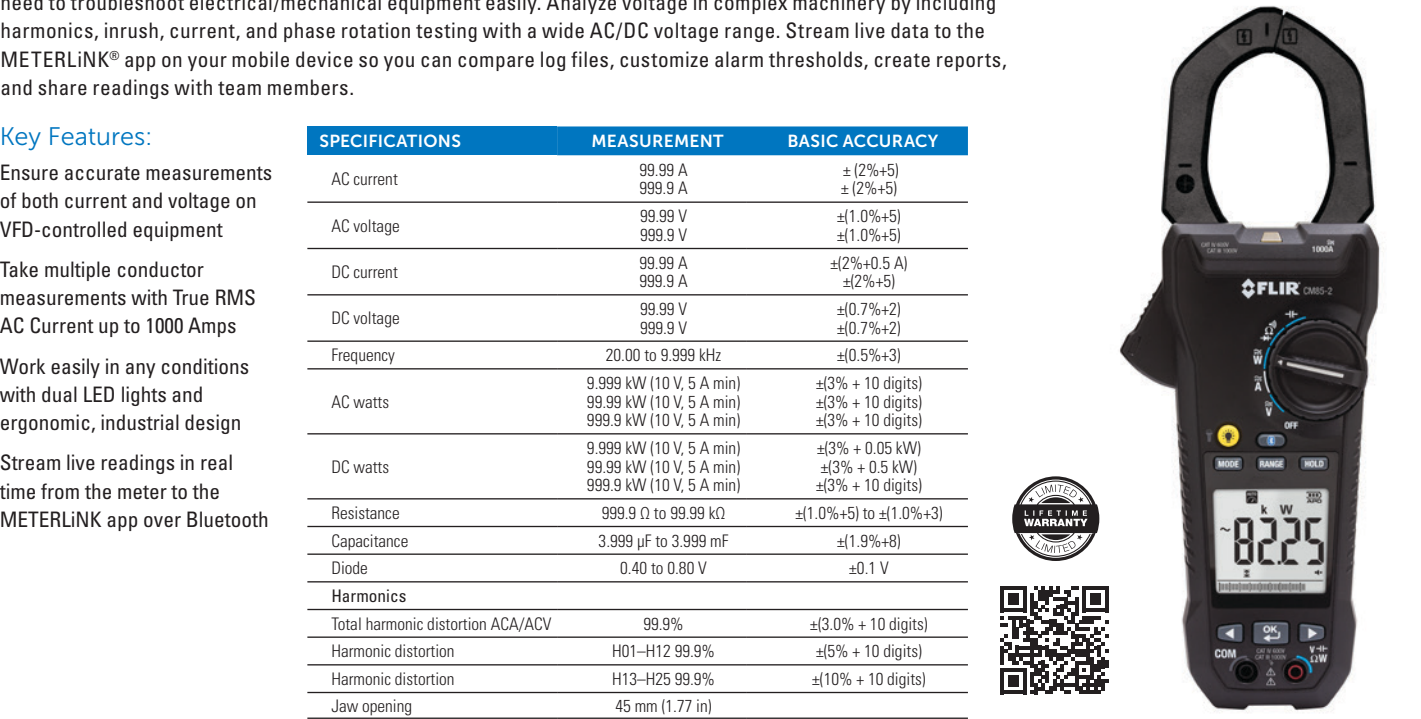 need to troubleshoot electrical/mechanical equipment easily. Analyze voltage in complex machinery by including
harmonics, inrush, current, and phase rotation testing with a wide AC/DC voltage range. Stream live data to the
METERLiNK® app on your mobile device so you can compare log files, customize alarm thresholds, create reports,
and share readings with team members.
Key Features:
Ensure accurate measurements
of both current and voltage on
VFD-controlled equipment
Take multiple conductor
measurements with True RMS
AC Current up to 1000 Amps
Work easily in any conditions
with dual LED lights and
ergonomic, industrial design
Stream live readings in real
time from the meter to the
METERLiNK app over Bluetooth
SPECIFICATIONS MEASUREMENT BASIC ACCURACY
AC current 99.99 A ± (2%+5)
999.9 A ± (2%+5)
AC voltage 99.99 V ±(1.0%+5)
999.9 V ±(1.0%+5)
DC current 99.99 A ±(2%+0.5 A)
999.9 A ±(2%+5)
DC voltage 99.99 V ±(0.7%+2)
999.9 V ±(0.7%+2)
Frequency 20.00 to 9.999 kHz ±(0.5%+3)
AC watts 9.999 kW (10 V, 5 A min) ±(3% + 10 digits)
99.99 kW (10 V, 5 A min) ±(3% + 10 digits)
999.9 kW (10 V, 5 A min) ±(3% + 10 digits)
DC watts 9.999 kW (10 V, 5 A min) ±(3% + 0.05 kW)
99.99 kW (10 V, 5 A min) ±(3% + 0.5 kW)
999.9 kW (10 V, 5 A min) ±(3% + 10 digits)
Resistance 999.9 Ω to 99.99 kΩ ±(1.0%+5) to ±(1.0%+3)
Capacitance 3.999 µF to 3.999 mF ±(1.9%+8)
Diode 0.40 to 0.80 V ±0.1 V
Harmonics
Total harmonic distortion ACA/ACV 99.9% ±(3.0% + 10 digits)
Harmonic distortion H01–H12 99.9% ±(5% + 10 digits)
Harmonic distortion H13–H25 99.9% ±(10% + 10 digits)
Jaw opening 45 mm (1.77 in)
LIMITED
LIFETIME
WARRANTY
LIMITED
CAT IV 600V
CAT III 1000V
1000A
FLIR CM85-2
Ω
W
A
V
OFF
MODE RANGE HOLD
APO
k W
~82.25
OK
COM CAT IV 600V V
CAT III 1000V ΩW